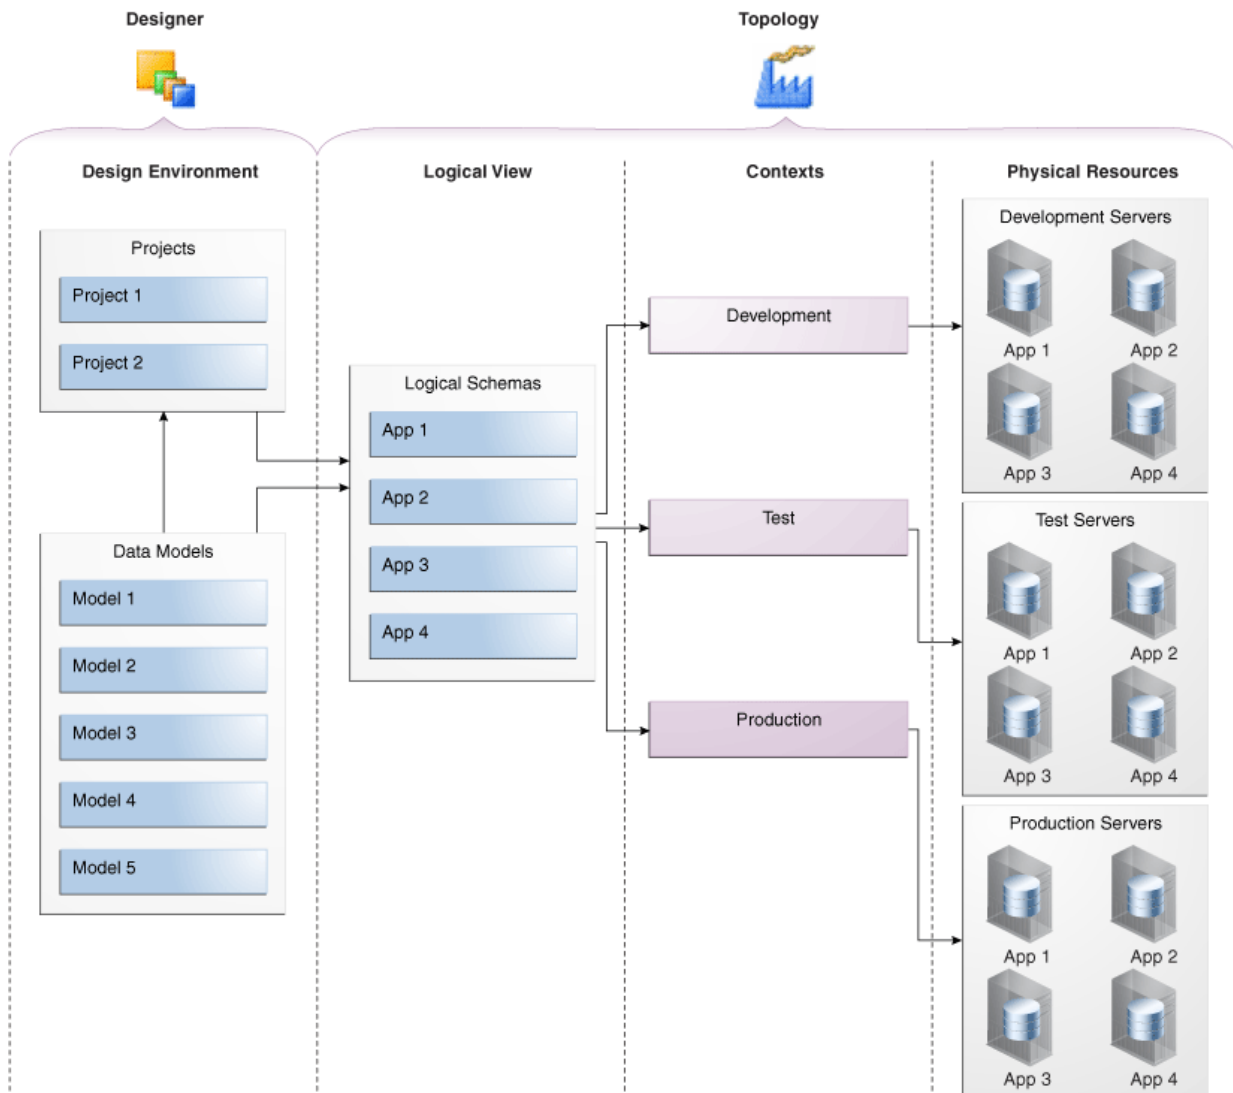 Designer
Topology
Design Environment
Logical View
Contexts
Physical Resources
Projects
Project 1
Project 2
Data Models
Model 1
Model 2
Model 3
Model 4
Model 5
Logical Schemas
App 1
App 2
App 3
App 4
Development
Test
Production
Development Servers
App 1
App 2
App 3
App 4
Test Servers
App 1
App 2
App 3
App 4
Production Servers
App 1
App 2
App 3
App 4